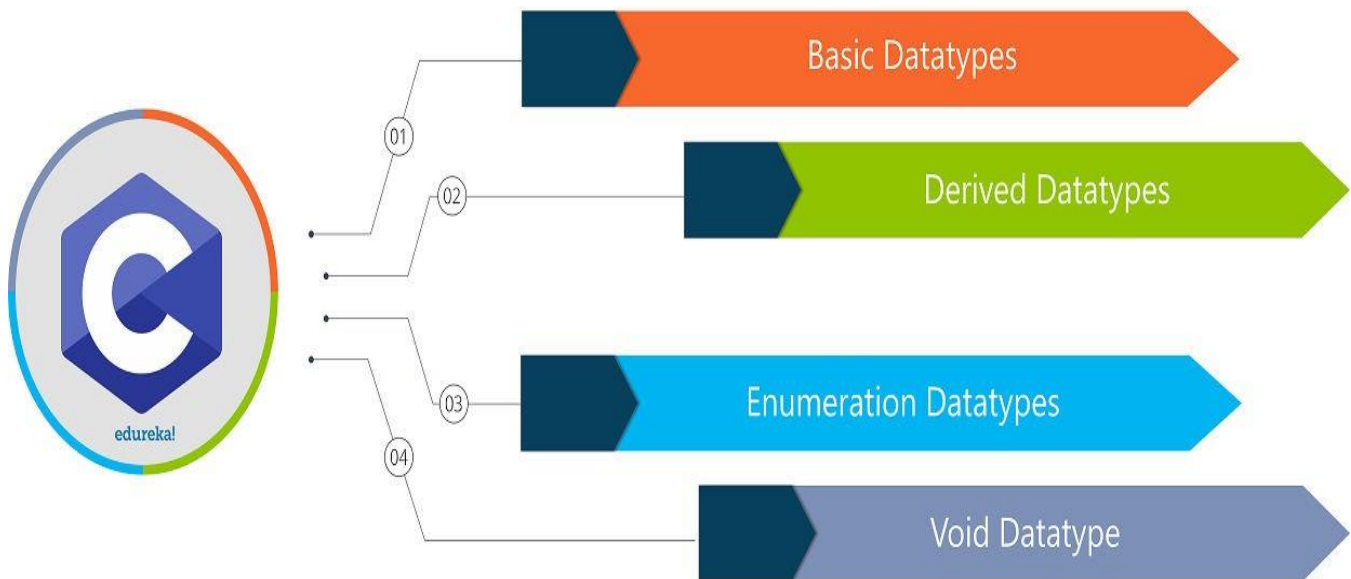 Basic Datatypes
01
02
Derived Datatypes
C
edureka!
03
Enumeration Datatypes
04
Void Datatype